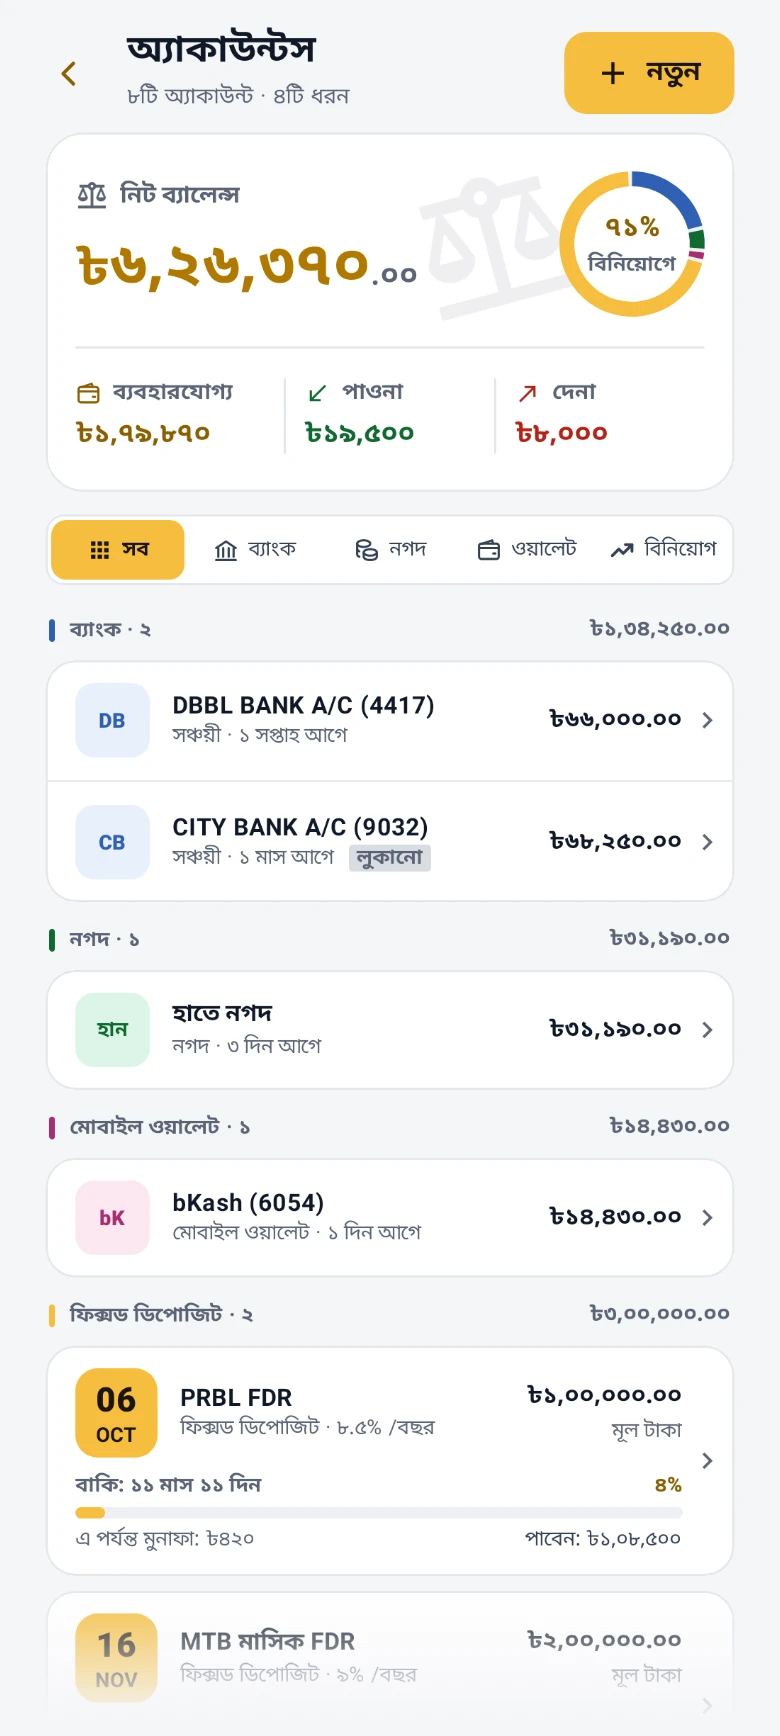 অ্যাকাউন্টস
৮টি অ্যাকাউন্ট · ৪টি ধরন
+ নতুন
নিট ব্যালেন্স
৳৬,২৬,৩৭০.০০
৭১%
বিনিয়োগে
ব্যবহারযোগ্য
৳১,৭৯,৮৭০
পাওনা
৳১৯,৫০০
দেনা
৳৮,০০০
সব ব্যাংক নগদ ওয়ালেট বিনিয়োগ
ব্যাংক · ২ ৳১,৩৪,২৫০.০০
DB
DBBL BANK A/C (4417)
সঞ্চয়ী · ১ সপ্তাহ আগে
৳৬৬,০০০.০০
CB
CITY BANK A/C (9032)
সঞ্চয়ী · ১ মাস আগে লুকানো
৳৬৮,২৫০.০০
নগদ · ১ ৳৩১,১৯০.০০
হান
হাতে নগদ
নগদ · ৩ দিন আগে
৳৩১,১৯০.০০
মোবাইল ওয়ালেট · ১ ৳১৪,৪৩০.০০
bK
bKash (6054)
মোবাইল ওয়ালেট · ১ দিন আগে
৳১৪,৪৩০.০০
ফিক্সড ডিপোজিট · ২ ৳৩,০০,০০০.০০
06
OCT
PRBL FDR
ফিক্সড ডিপোজিট · ৮.৫% /বছর
৳১,০০,০০০.০০
মূল টাকা
বাকি: ১১ মাস ১১ দিন ৪%
এ পর্যন্ত মুনাফা: ৳৪২০ পাবেন: ৳১,০৮,৫০০
16
NOV
MTB মাসিক FDR
ফিক্সড ডিপোজিট · ৯% /বছর
৳২,০০,০০০.০০
মূল টাকা